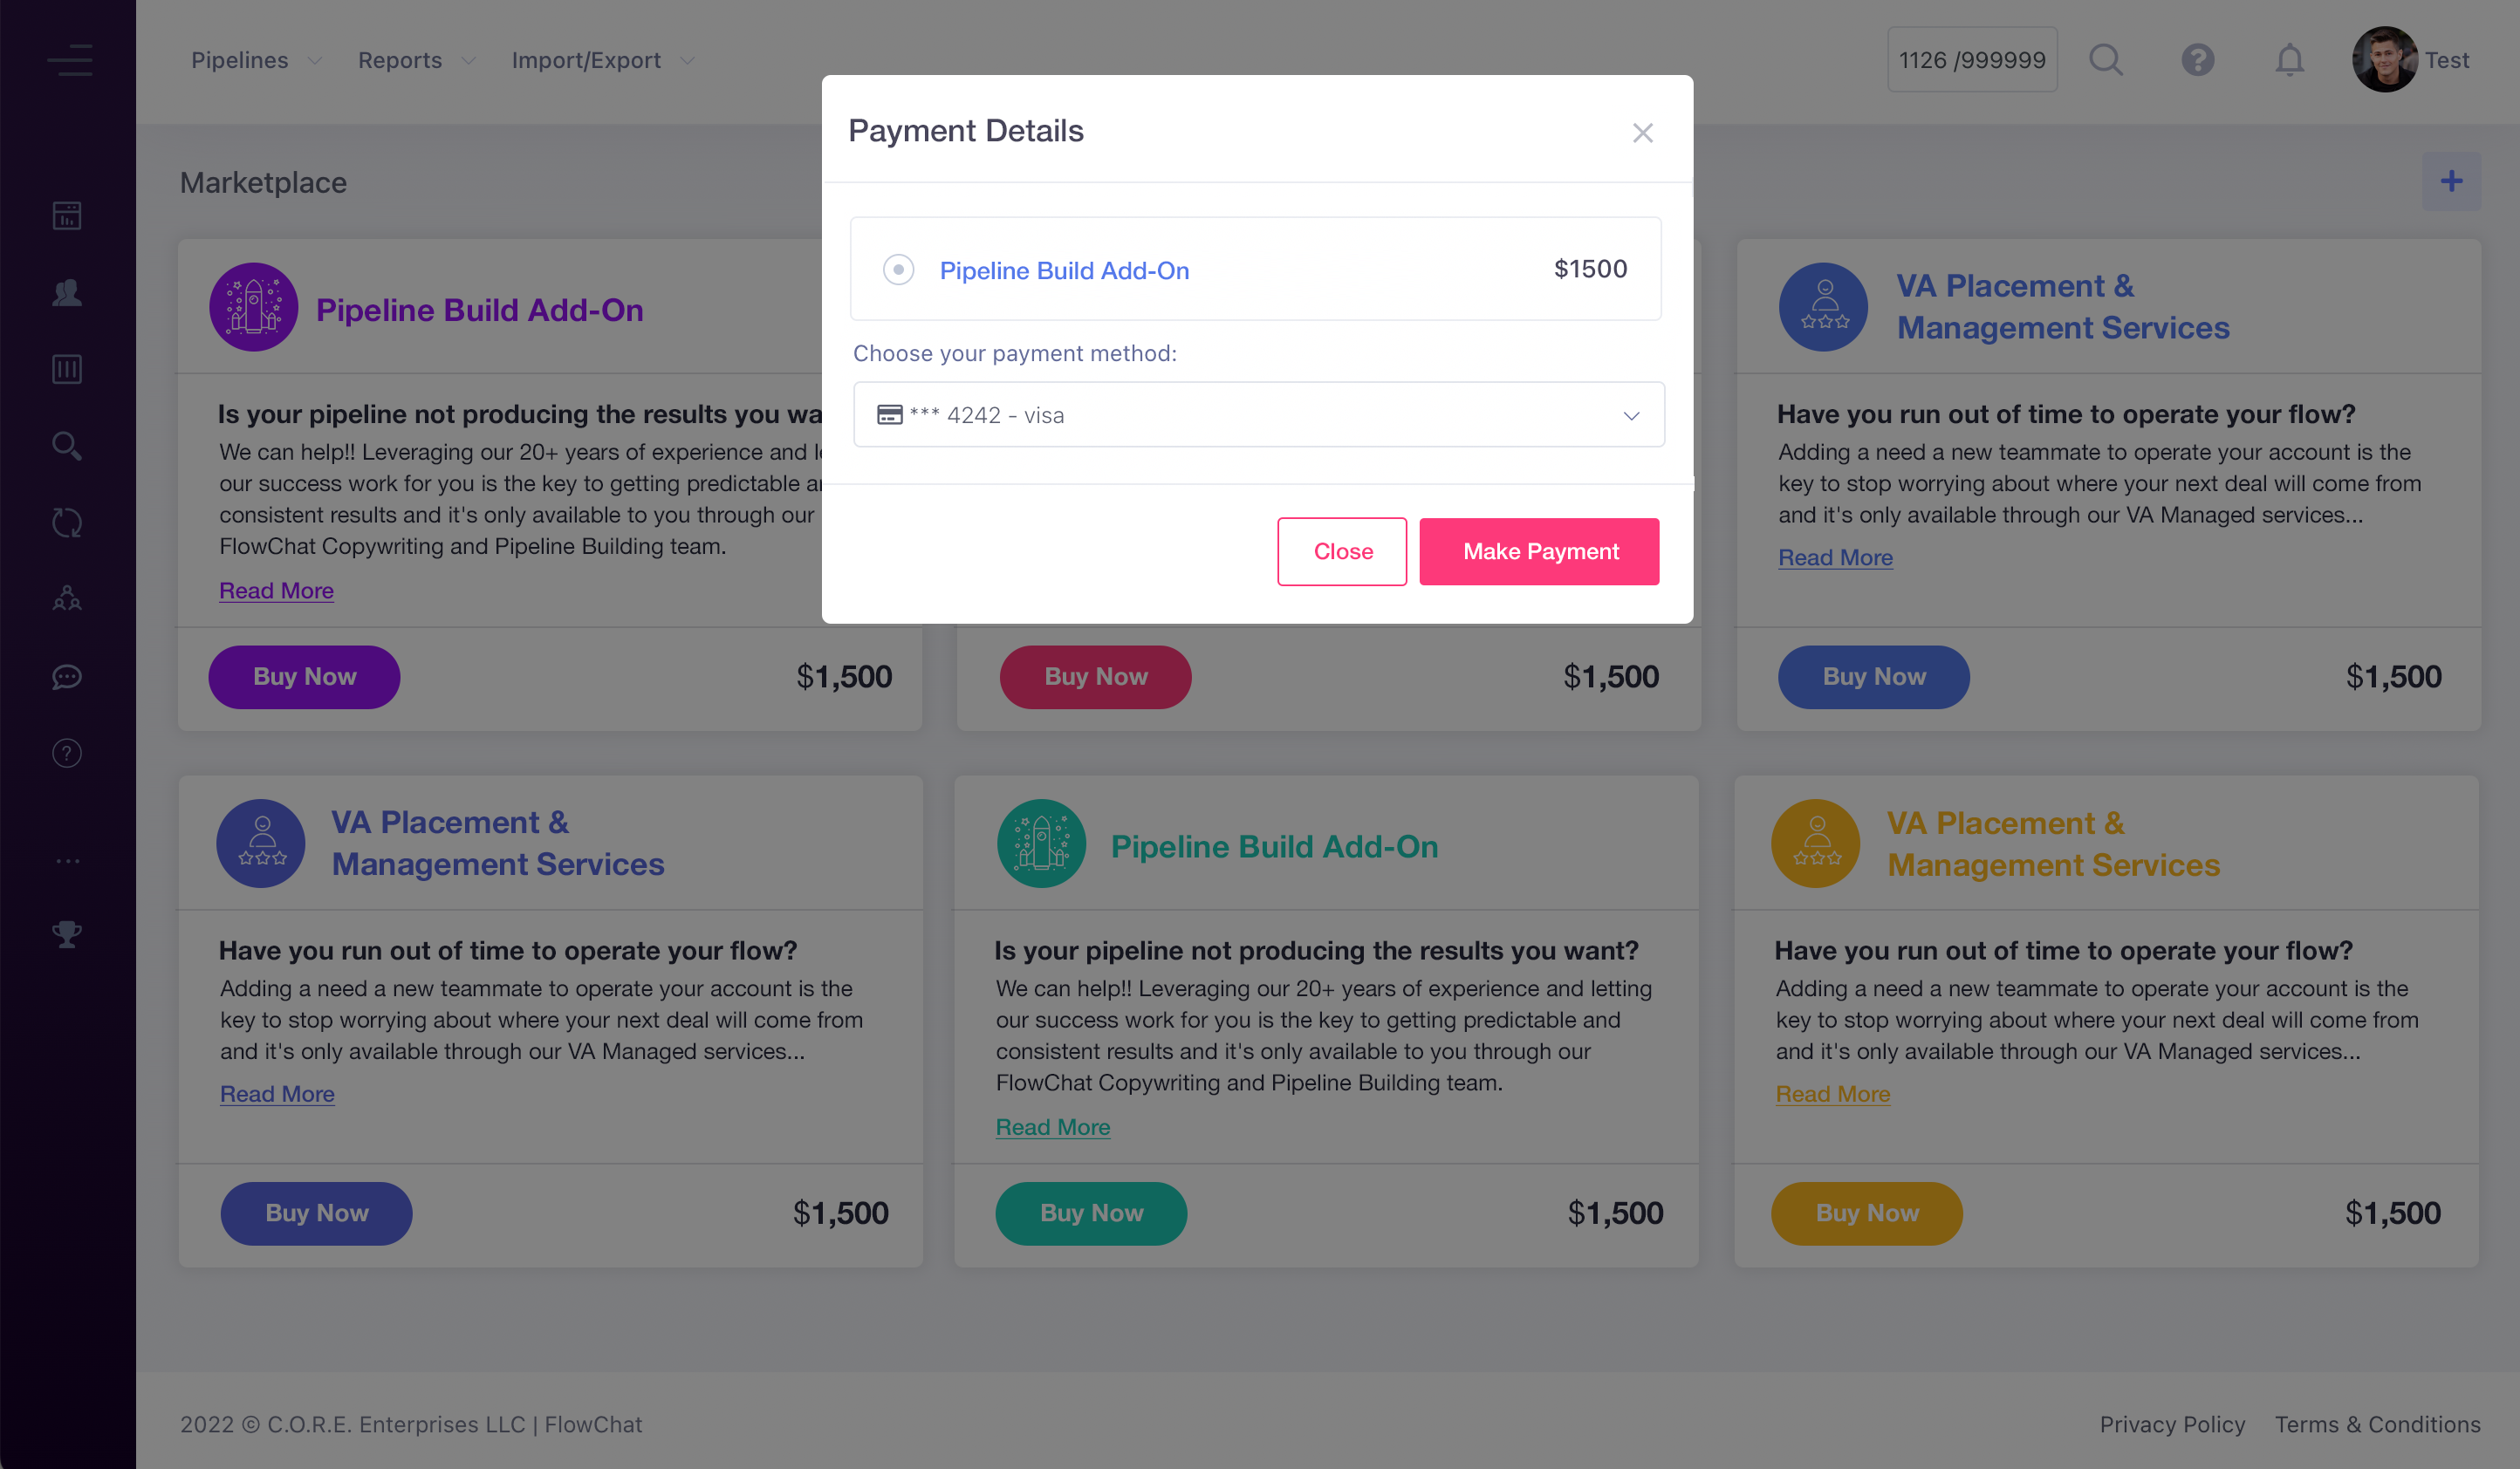 Pipelines
Reports
Import/Export
1126 /999999
Test
Marketplace
Payment Details
Pipeline Build Add-On
$1500
Choose your payment method:
*** 4242 - visa
Close
Make Payment
Pipeline Build Add-On
Is your pipeline not producing the results you
We can help!! Leveraging our 20+ years of experience and
our success work for you is the key to getting predictable
consistent results and it's only available to you through our
FlowChat Copywriting and Pipeline Building team.
Read More
Buy Now
$1,500
Buy Now
$1,500
VA Placement &
Management Services
Have you run out of time to operate your flow?
Adding a need a new teammate to operate your account is the
key to stop worrying about where your next deal will come from
and it's only available through our VA Managed services...
Read More
Buy Now
$1,500
VA Placement &
Management Services
Have you run out of time to operate your flow?
Adding a need a new teammate to operate your account is the
key to stop worrying about where your next deal will come from
and it's only available through our VA Managed services...
Read More
Buy Now
$1,500
Pipeline Build Add-On
Is your pipeline not producing the results you want?
We can help!! Leveraging our 20+ years of experience and letting
our success work for you is the key to getting predictable and
consistent results and it's only available to you through our
FlowChat Copywriting and Pipeline Building team.
Read More
Buy Now
$1,500
VA Placement &
Management Services
Have you run out of time to operate your flow?
Adding a need a new teammate to operate your account is the
key to stop worrying about where your next deal will come from
and it's only available through our VA Managed services...
Read More
Buy Now
$1,500
2022 © C.O.R.E. Enterprises LLC | FlowChat
Privacy Policy
Terms & Conditions